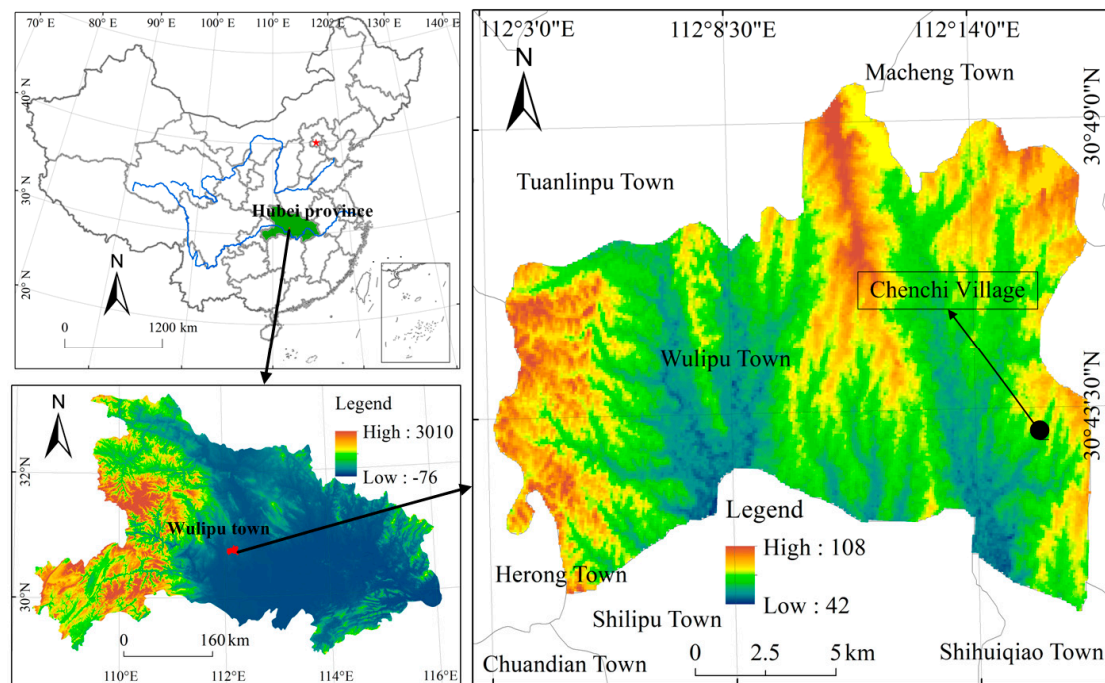 80°E
90°E
100°E
110°E
120°E
130°E
140°E
40°N
30°N
20°N
Hubei province
N
0 1200 km
N
Legend
High : 3010
Low : -76
32°N
30°N
Wulipu town
0 160 km
110°E
112°E
114°E
116°E
112°3'0"E
112°8'30"E
112°14'0"E
N
Macheng Town
30°49'0"N
Tuanlinpu Town
Chenchi Village
Wulipu Town
30°43'30"N
Legend
High : 108
Low : 42
Herong Town
Shilipu Town
Chuandian Town
0 2.5 5 km
Shihuiqiao Town